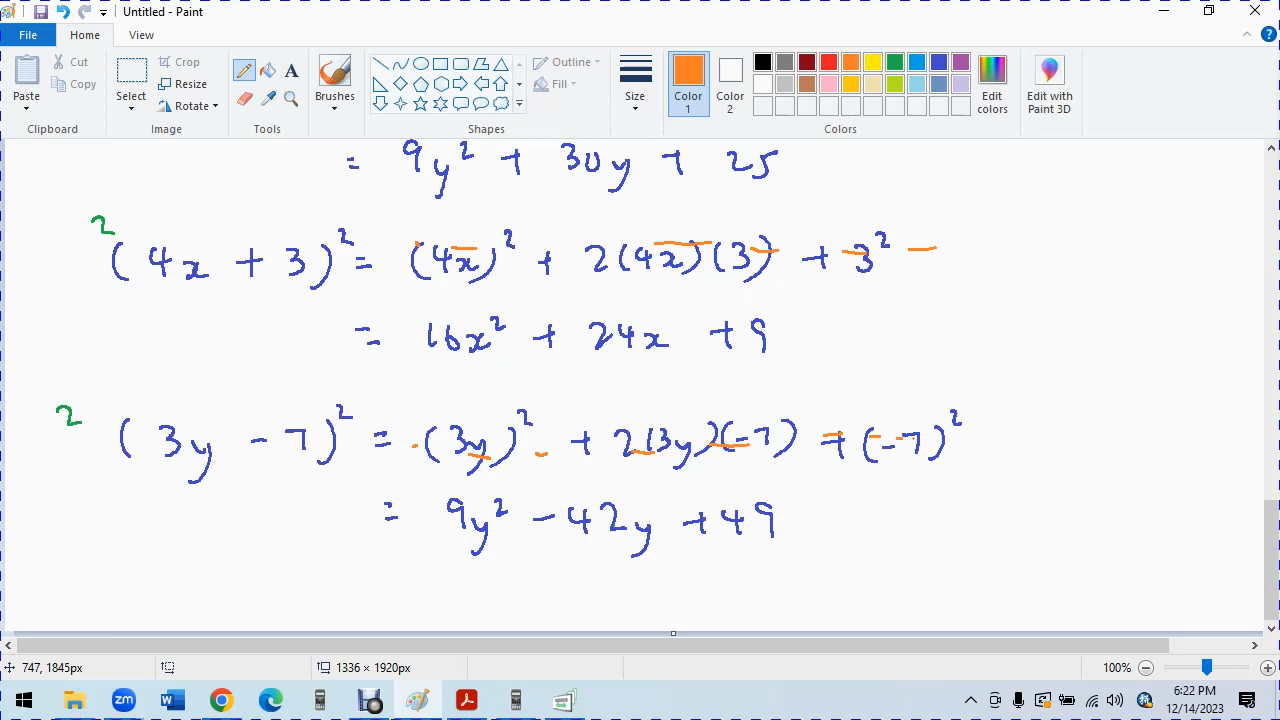 Untitled - Paint
File Home View
Paste Cut Copy Clipboard
Select Crop Resize Rotate Image
Tools
Brushes
Outline Fill Shapes
Size
Color 1 Color 2 Edit colors Colors
Edit with Paint 3D
= 9y² + 30y + 25
2 (4x + 3)² = (4x)² + 2(4x)(3) + 3²
= 16x² + 24x + 9
2 (3y - 7)² = (3y)² + 2(3y)(-7) + (-7)²
= 9y² - 42y + 49
747, 1845px 1336 × 1920px 100%
zm W
6:22 PM
12/14/2023